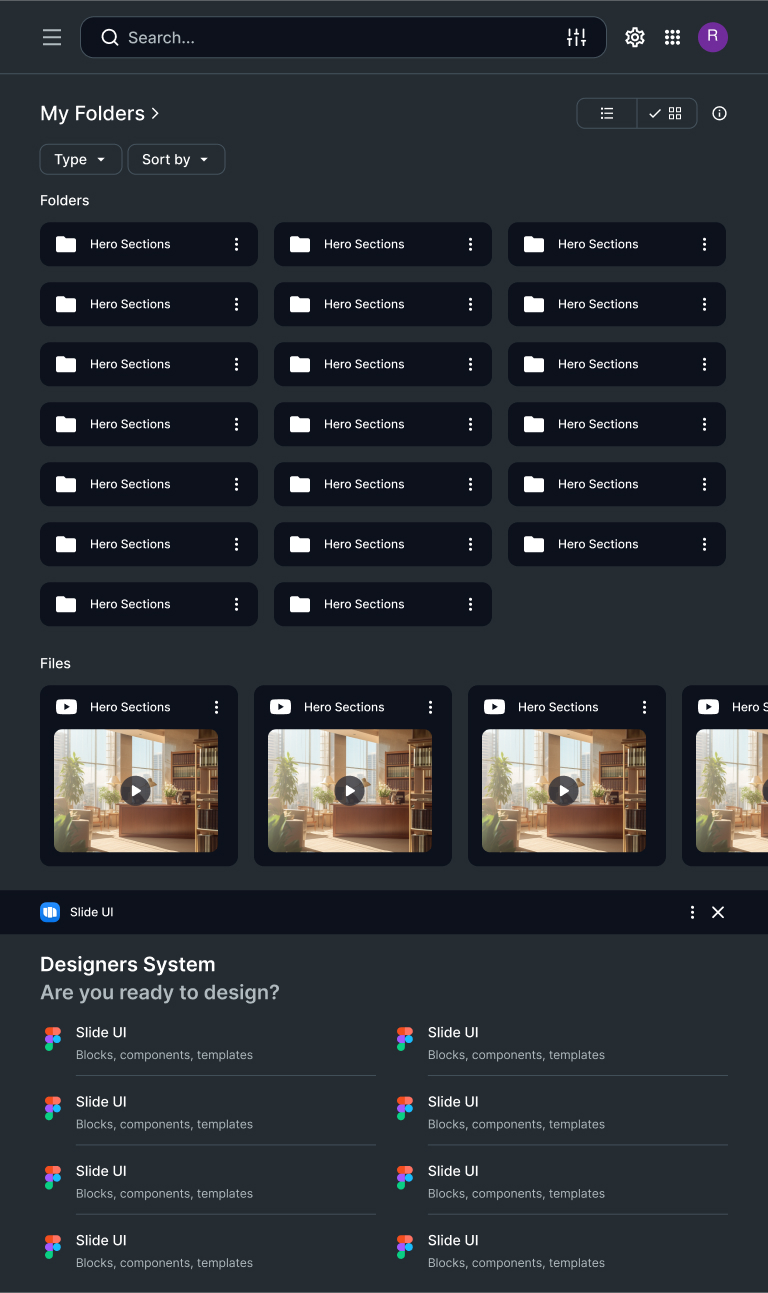 Search...
R
My Folders
Type
Sort by
Folders
Hero Sections Hero Sections Hero Sections
Hero Sections Hero Sections Hero Sections
Hero Sections Hero Sections Hero Sections
Hero Sections Hero Sections Hero Sections
Hero Sections Hero Sections Hero Sections
Hero Sections Hero Sections Hero Sections
Hero Sections Hero Sections
Files
Hero Sections Hero Sections Hero Sections Hero S
Slide UI
Designers System
Are you ready to design?
Slide UI
Blocks, components, templates
Slide UI
Blocks, components, templates
Slide UI
Blocks, components, templates
Slide UI
Blocks, components, templates
Slide UI
Blocks, components, templates
Slide UI
Blocks, components, templates
Slide UI
Blocks, components, templates
Slide UI
Blocks, components, templates